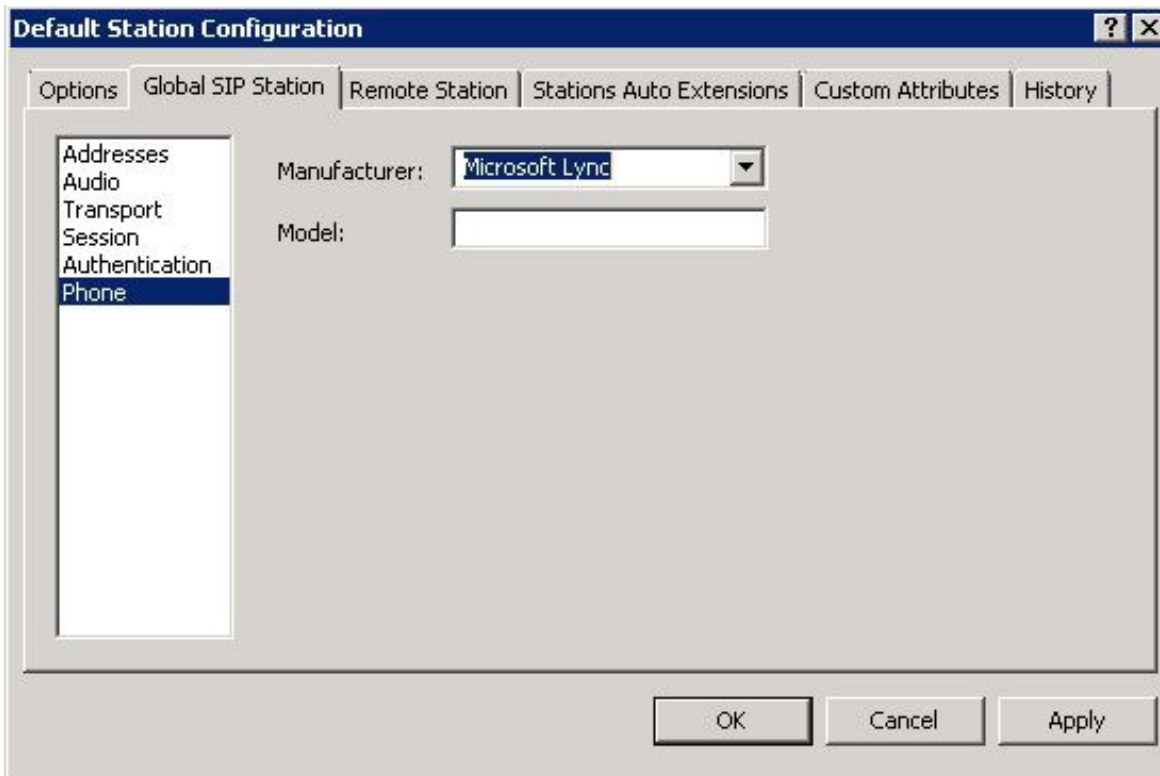 Default Station Configuration
?
Options
Global SIP Station
Remote Station
Stations Auto Extensions
Custom Attributes
History
Addresses
Audio
Transport
Session
Authentication
Phone
Manufacturer:
Microsoft Lync
Model:
OK
Cancel
Apply